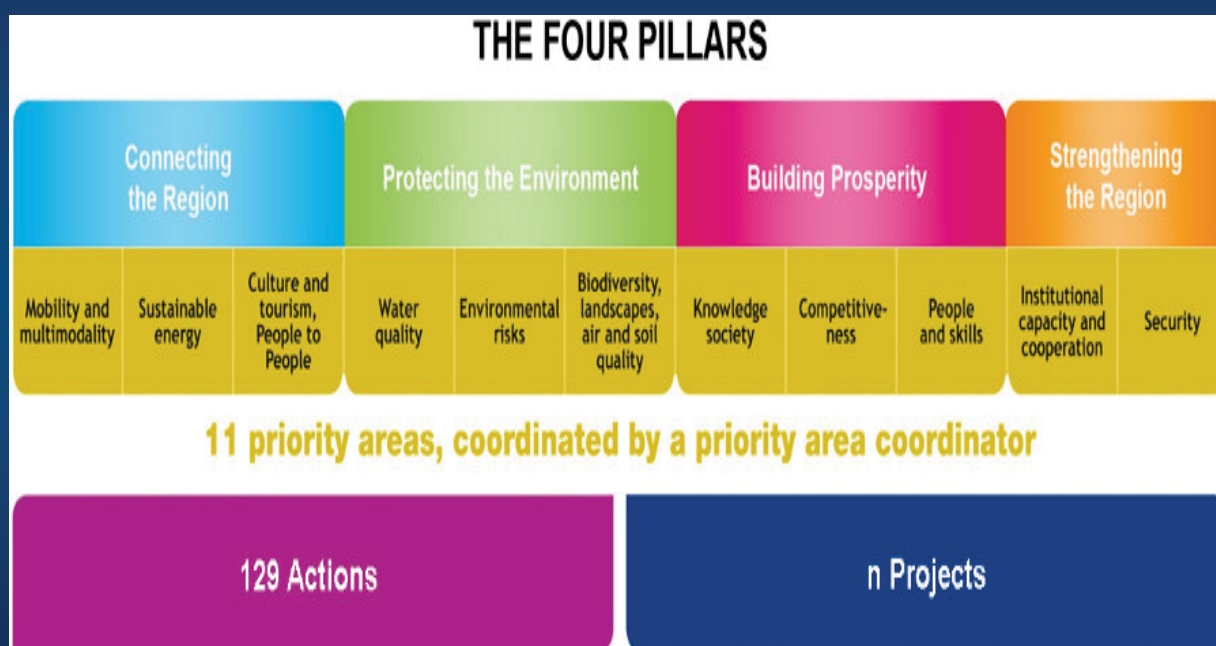 THE FOUR PILLARS
Connecting
the Region
Protecting the Environment
Building Prosperity
Strengthening
the Region
Mobility and
multimodality
Sustainable
energy
Culture and
tourism,
People to
People
Water
quality
Environmental
risks
Biodiversity,
landscapes,
air and soil
quality
Knowledge
society
Competitive-
ness
People
and skills
Institutional
capacity and
cooperation
Security
11 priority areas, coordinated by a priority area coordinator
129 Actions
n Projects